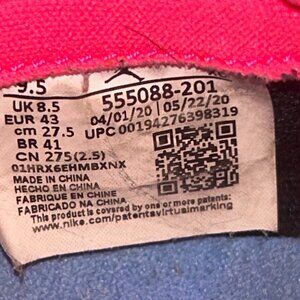 9.5
UK 8.5
EUR 43
cm 27.5
BR 41
CN 275(2.5)
01HRX6EHMBXNX
555088-201
04/01/20 05/22/20
UPC 00194276398319
MADE IN CHINA
HECHO EN CHINA
FABRIQUE EN CHINE
FABRICADO NA CHINA
This product is covered by one or more
www.nike.com/patentsvirtualmarking